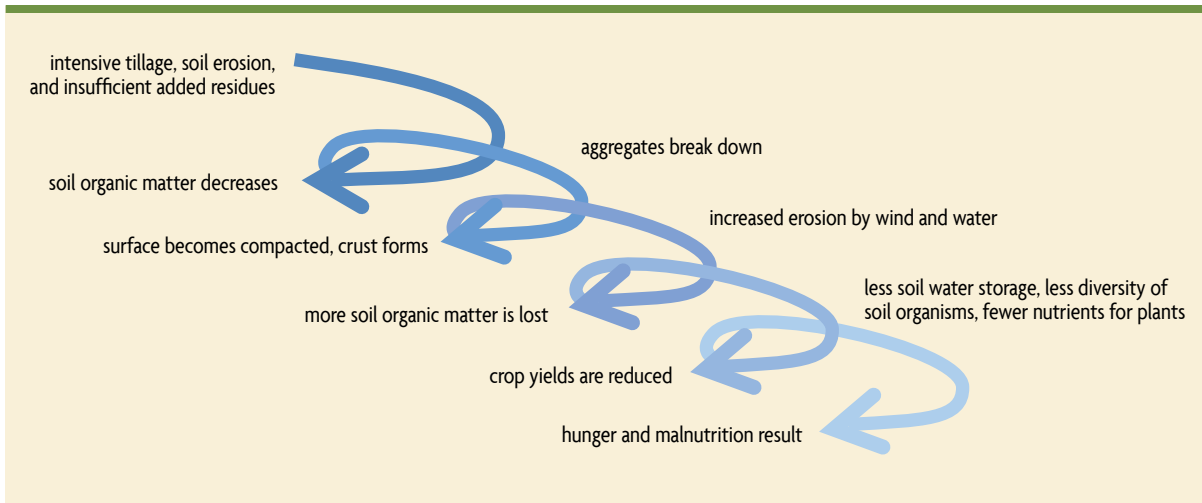 intensive tillage, soil erosion,
and insufficient added residues
aggregates break down
soil organic matter decreases
increased erosion by wind and water
surface becomes compacted, crust forms
less soil water storage, less diversity of
soil organisms, fewer nutrients for plants
more soil organic matter is lost
crop yields are reduced
hunger and malnutrition result